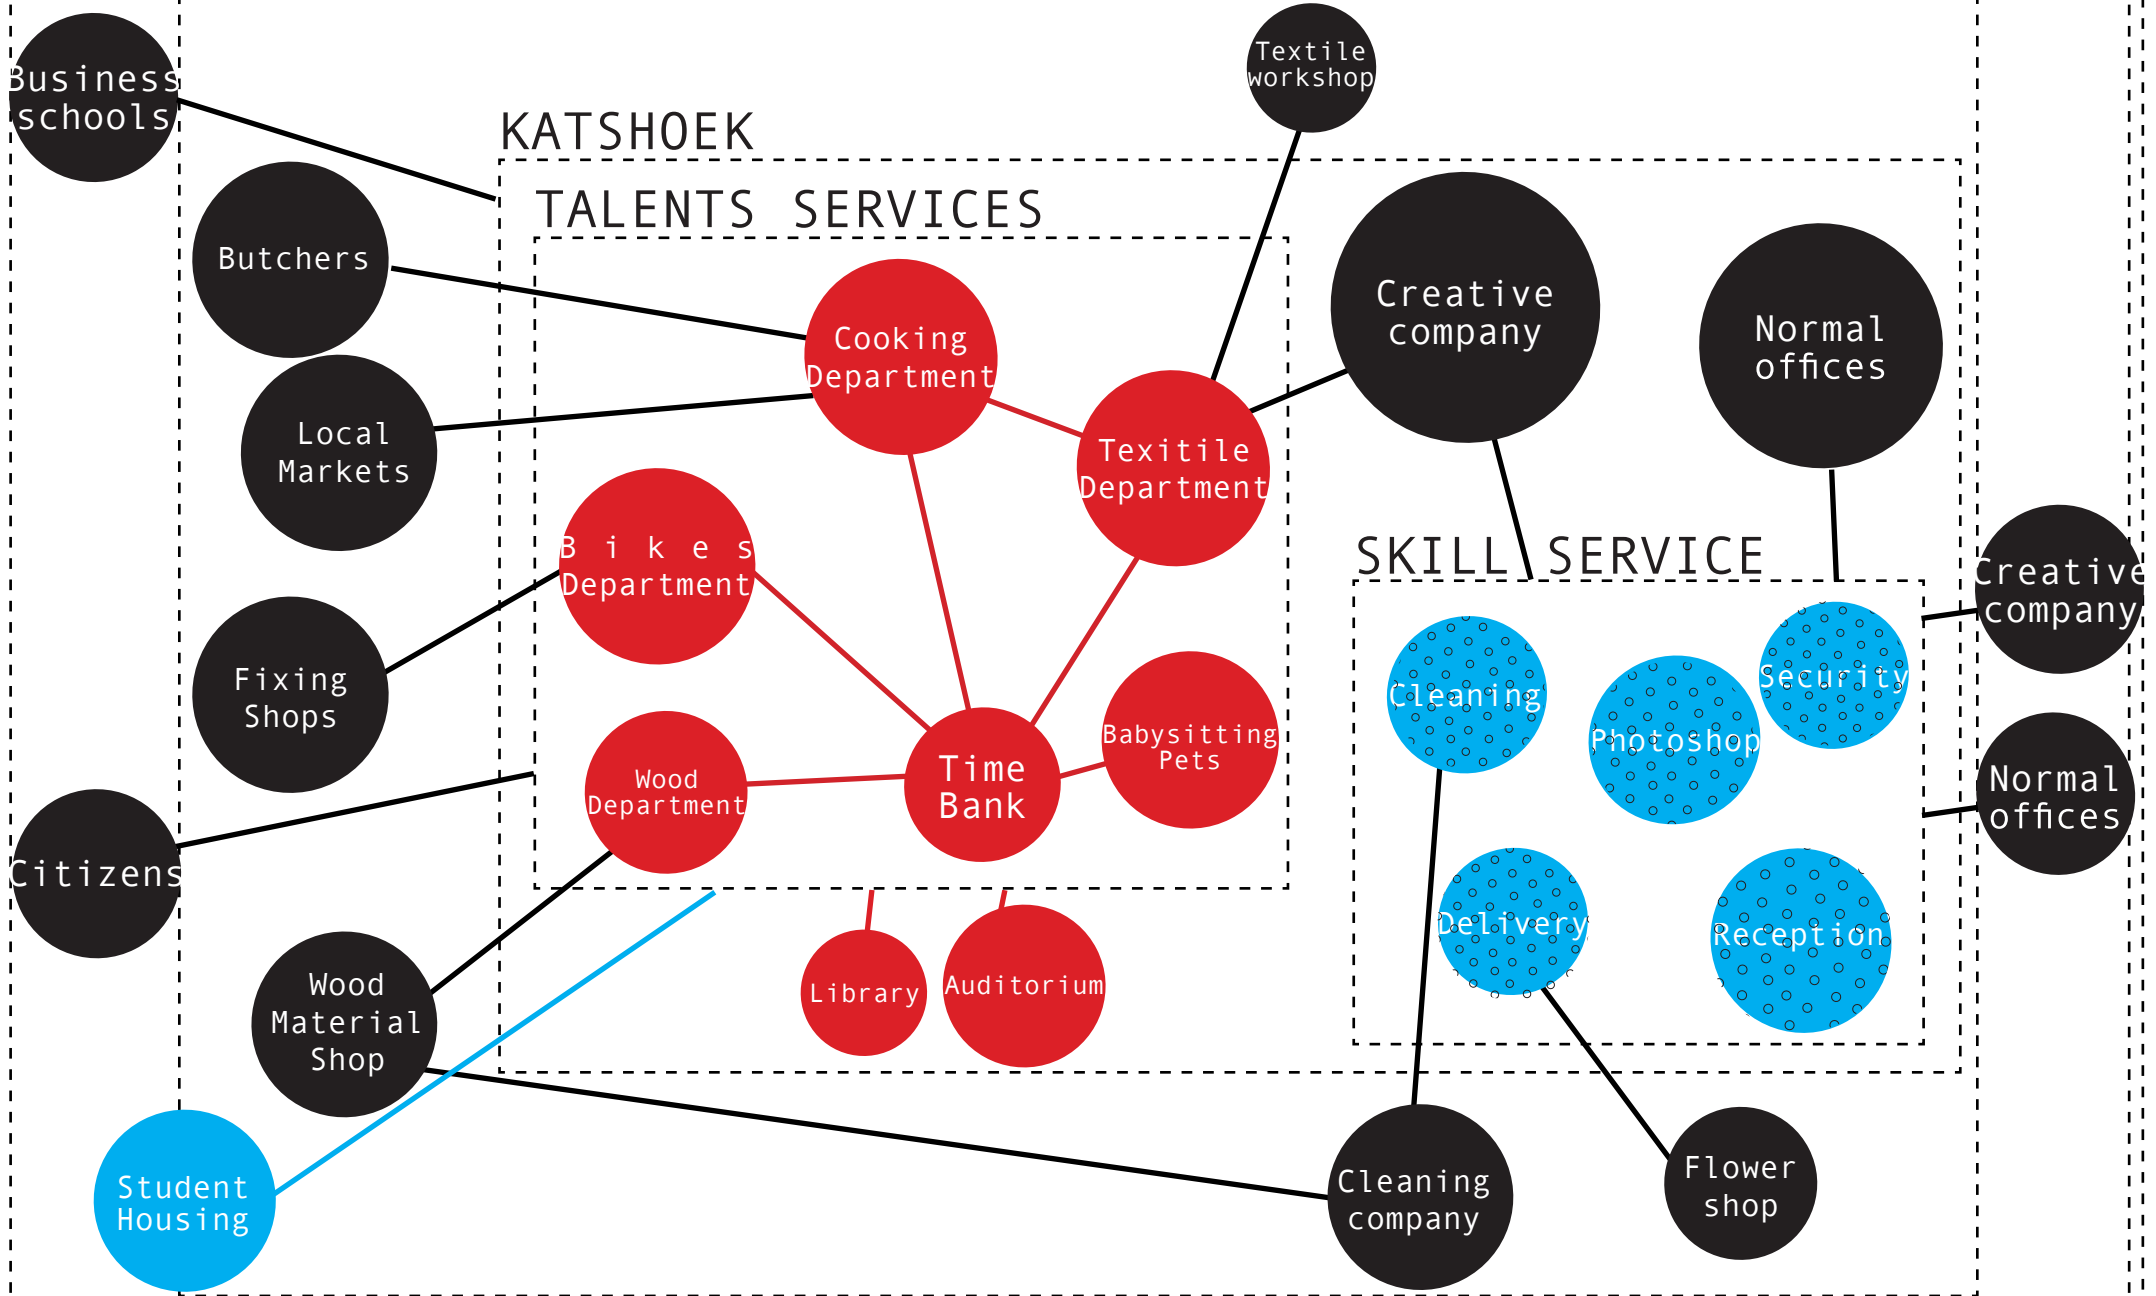 Textile
workshop
Business
schools
KATSHOEK
TALENTS SERVICES
Butchers
Creative
company
Normal
offices
Cooking
Department
Local
Markets
Texitile
Department
Bikes
Department
SKILL SERVICE
Creative
company
Fixing
Shops
Cleaning
Photoshop
Security
Babysitting
Pets
Time
Bank
Wood
Department
Normal
offices
Citizens
Delivery
Reception
Wood
Material
Shop
Library
Auditorium
Student
Housing
Cleaning
company
Flower
shop